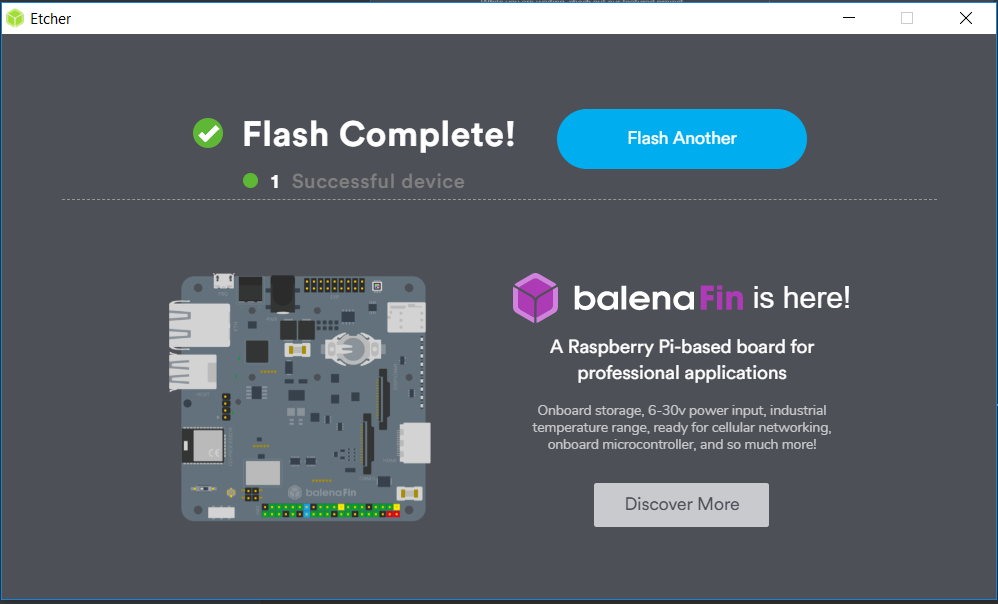 Etcher
Flash Complete!
Flash Another
1 Successful device
balenaFin is here!
A Raspberry Pi-based board for
professional applications
Onboard storage, 6-30v power input, industrial
temperature range, ready for cellular networking,
onboard microcontroller, and so much more!
Discover More
CE
balenaFin